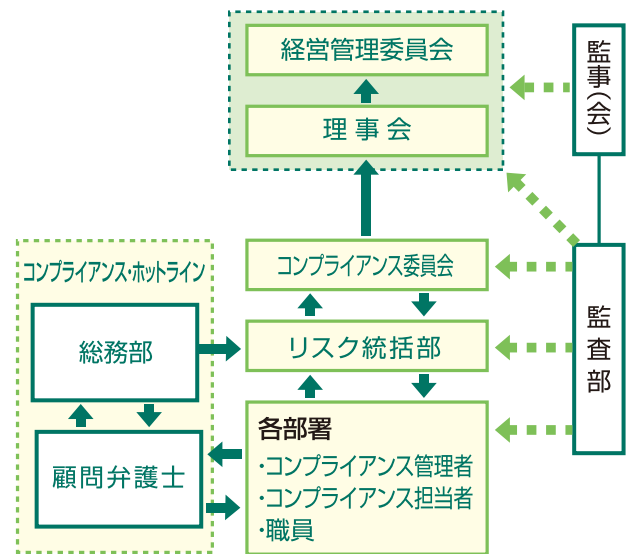 経営管理委員会
理事会
監事(会)
コンプライアンス・ホットライン
コンプライアンス委員会
総務部
リスク統括部
監査部
顧問弁護士
各部署
・コンプライアンス管理者
・コンプライアンス担当者
・職員